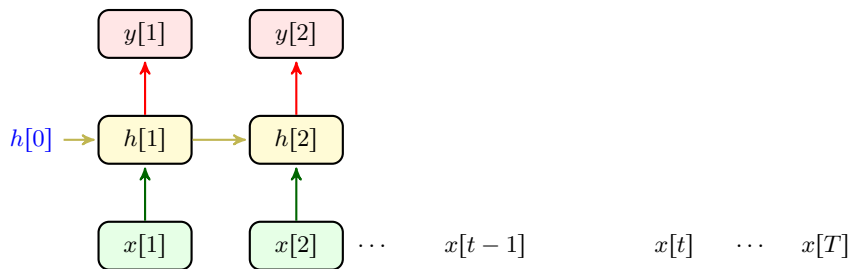 y[1] y[2]
h[0] h[1] h[2]
x[1] x[2] ⋯ x[t − 1] x[t] ⋯ x[T]